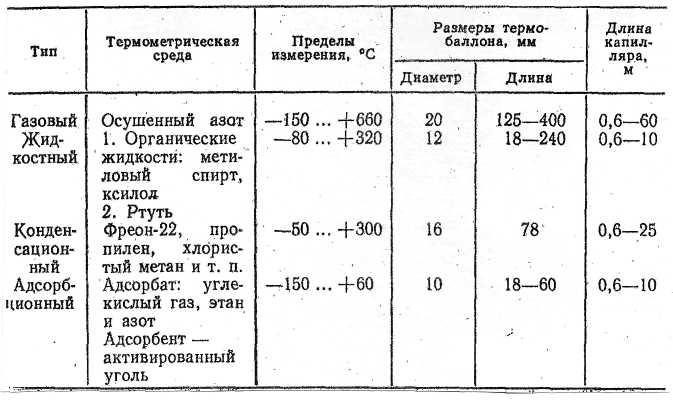 Тип
Термометрическая
среда
Пределы
измерения, °С
Размеры термо-
баллона, мм
Диаметр
Длина
Длина
капил-
ляра,
м
Газовый Осушенный азот —150 ... +660 20 125—400 0,6—60
Жид- 1. Органические —80 ... +320 12 18—240 0,6—10
костный жидкости: мети-
ловый спирт,
ксилол
2. Ртуть
Конден- Фреон-22, про- —50 ... +300 16 78 0,6—25
сацион- пилен, хлорис-
ный тый метан и т. п.
Адсорб- Адсорбат: угле- —150 ... +60 10 18—60 0,6—10
ционный кислый газ, этан
и азот
Адсорбент —
активированный
уголь